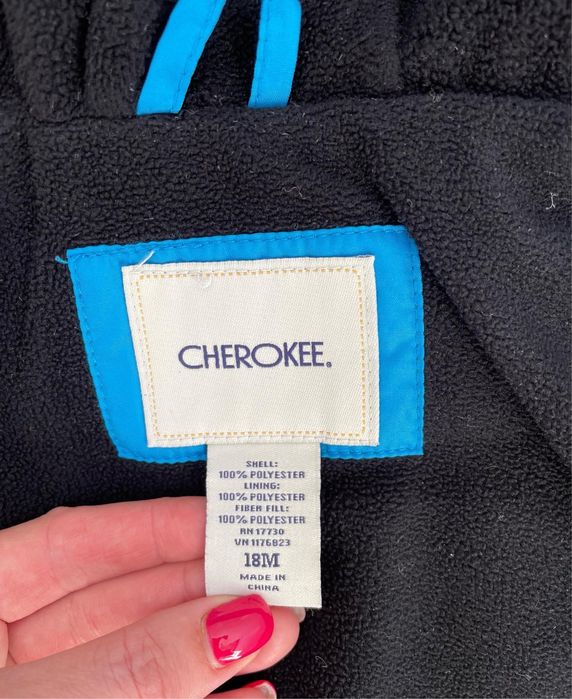 CHEROKEE.
SHELL:
100% POLYESTER
LINING:
100% POLYESTER
FIBER FILL:
100% POLYESTER
RN 17730
VN 1176823
18M
MADE IN
CHINA